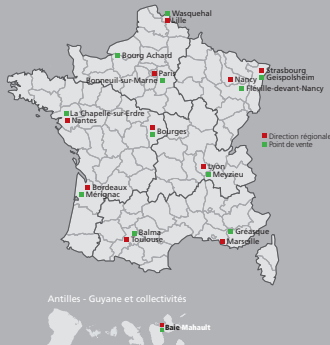 Wasquehal
Lille
Bourg Achard
Paris
Bonneuil-sur-Marne
Strasbourg
Geispolsheim
Nancy
Fléville-devant-Nancy
La Chapelle-sur-Erdre
Nantes
Bourges
Direction régionale
Point de vente
Lyon
Meyzieu
Bordeaux
Mérignac
Balma
Toulouse
Gréasque
Marseille
Antilles - Guyane et collectivités
Baie Mahault